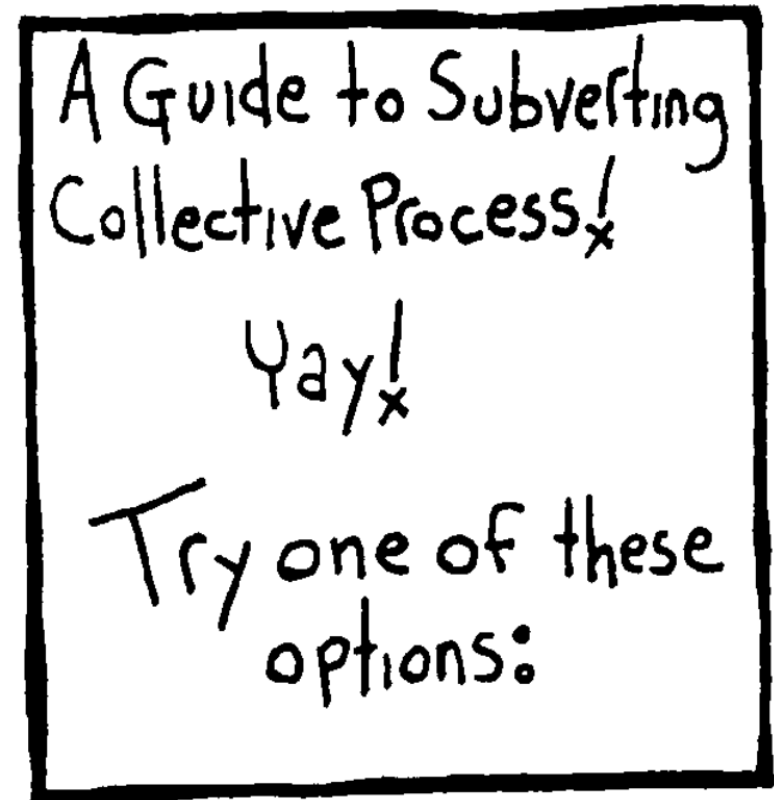 A Guide to Subverting
Collective Process!
Yay!
Try one of these
options: